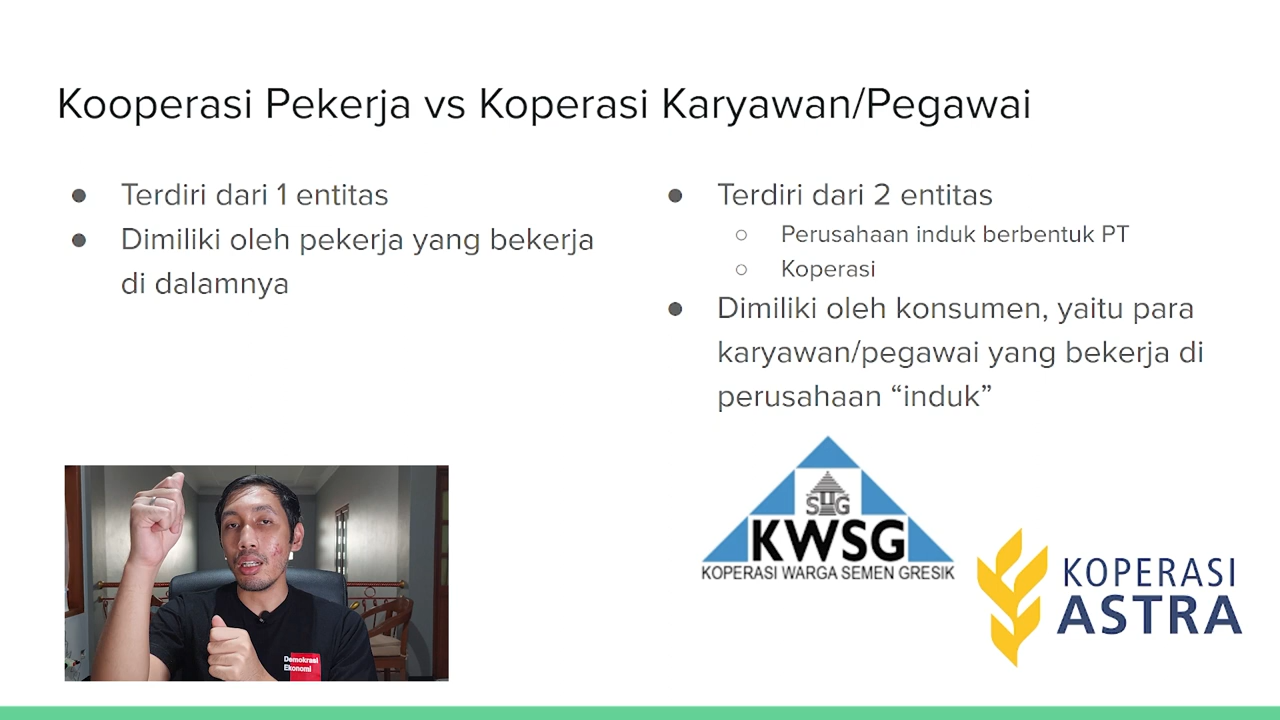 Kooperasi Pekerja vs Koperasi Karyawan/Pegawai
Terdiri dari 1 entitas
Dimiliki oleh pekerja yang bekerja
di dalamnya
Terdiri dari 2 entitas
Perusahaan induk berbentuk PT
Koperasi
Dimiliki oleh konsumen, yaitu para
karyawan/pegawai yang bekerja di
perusahaan “induk”
Demokrasi
Ekonomi
SG
KWSG
KOPERASI WARGA SEMEN GRESIK
KOPERASI
ASTRA